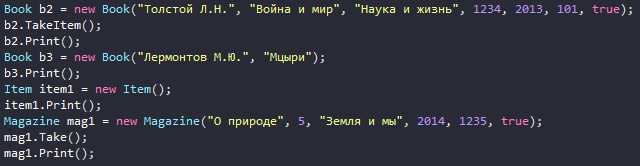 Book b2 = new Book("Толстой Л.Н.", "Война и мир", "Наука и жизнь", 1234, 2013, 101, true);
b2.TakeItem();
b2.Print();
Book b3 = new Book("Лермонтов М.Ю.", "Мцыри");
b3.Print();
Item item1 = new Item();
item1.Print();
Magazine mag1 = new Magazine("О природе", 5, "Земля и мы", 2014, 1235, true);
mag1.Take();
mag1.Print();